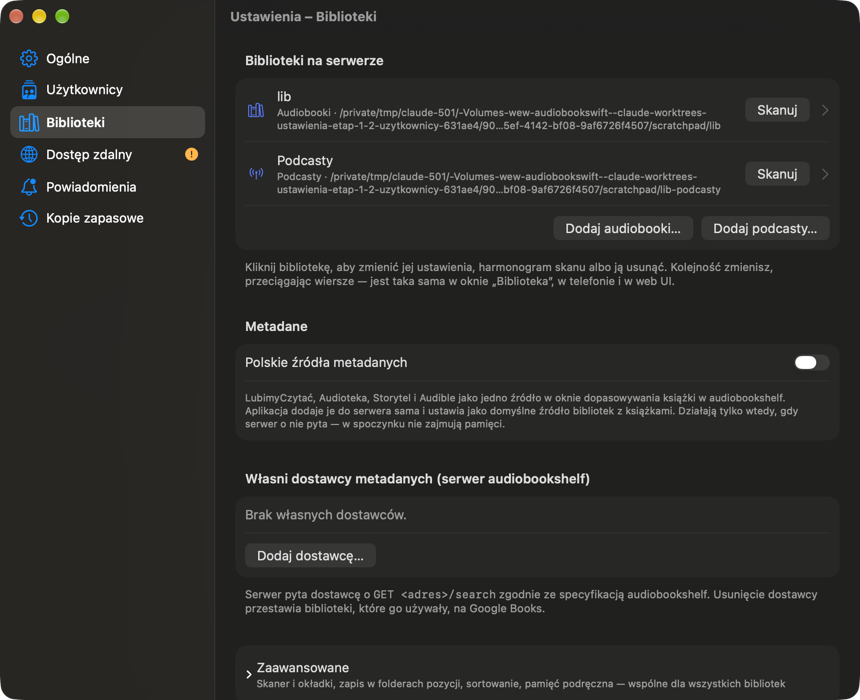 Ustawienia – Biblioteki
Ogólne
Użytkownicy
Biblioteki
Dostęp zdalny
!
Powiadomienia
Kopie zapasowe
Biblioteki na serwerze
lib
Audiobooki · /private/tmp/claude-501/-Volumes-wew-audiobookswift--claude-worktrees-
ustawienia-etap-1-2-uzytkownicy-631ae4/90...5ef-4142-bf08-9af6726f4507/scratchpad/lib
Skanuj
Podcasty
Podcasty · /private/tmp/claude-501/-Volumes-wew-audiobookswift--claude-worktrees-
ustawienia-etap-1-2-uzytkownicy-631ae4/90...bf08-9af6726f4507/scratchpad/lib-podcasty
Skanuj
Dodaj audiobooki...
Dodaj podcasty...
Kliknij bibliotekę, aby zmienić jej ustawienia, harmonogram skanu albo ją usunąć. Kolejność zmienisz,
przeciągając wiersze — jest taka sama w oknie „Biblioteka”, w telefonie i w web UI.
Metadane
Polskie źródła metadanych
LubimyCzytać, Audioteka, Storytel i Audible jako jedno źródło w oknie dopasowywania książki w audiobookshelf.
Aplikacja dodaje je do serwera sama i ustawia jako domyślne źródło bibliotek z książkami. Działają tylko wtedy, gdy
serwer o nie pyta — w spoczynku nie zajmują pamięci.
Własni dostawcy metadanych (serwer audiobookshelf)
Brak własnych dostawców.
Dodaj dostawcę...
Serwer pyta dostawcę o GET <adres>/search zgodnie ze specyfikacją audiobookshelf. Usunięcie dostawcy
przestawia biblioteki, które go używały, na Google Books.
Zaawansowane
Skaner i okładki, zapis w folderach pozycji, sortowanie, pamięć podręczna — wspólne dla wszystkich bibliotek